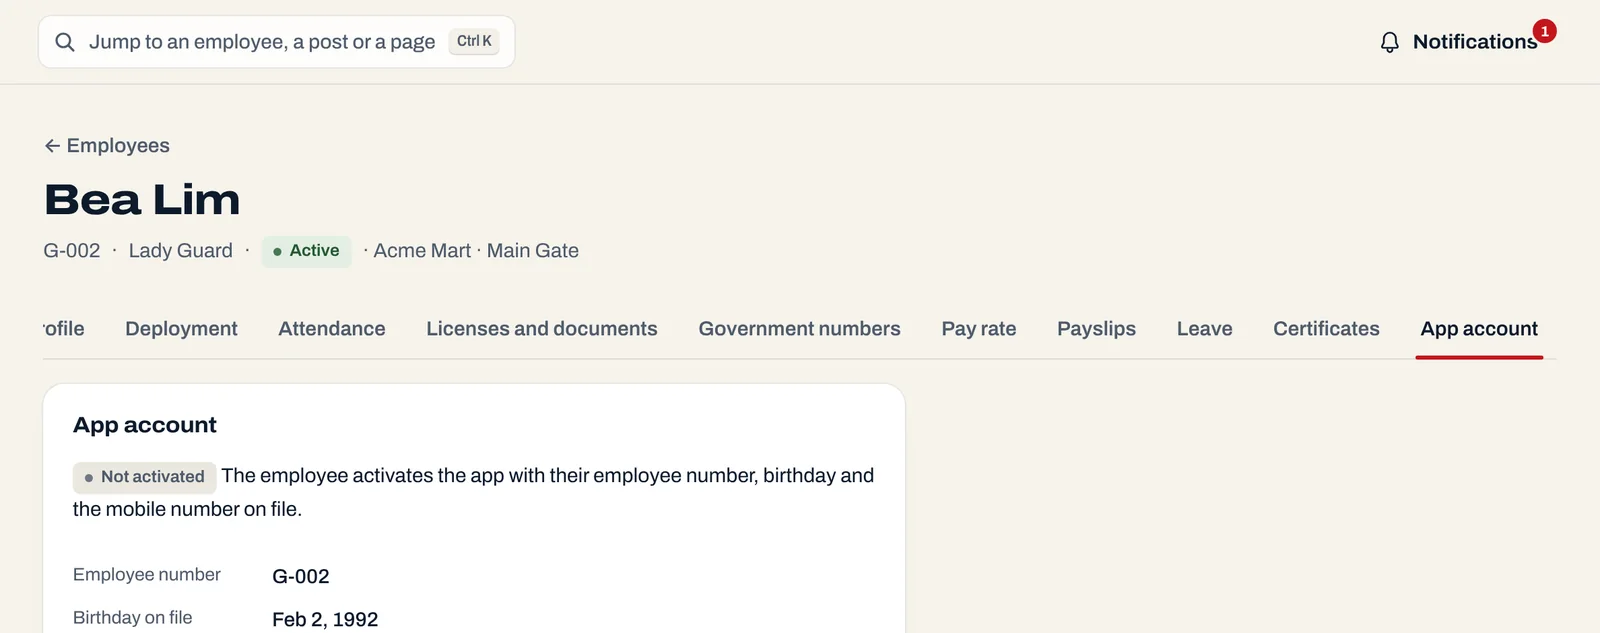 Jump to an employee, a post or a page Ctrl K
Notifications 1
← Employees
Bea Lim
G-002 · Lady Guard · Active · Acme Mart · Main Gate
rofile Deployment Attendance Licenses and documents Government numbers Pay rate Payslips Leave Certificates App account
App account
Not activated The employee activates the app with their employee number, birthday and
the mobile number on file.
Employee number G-002
Birthday on file Feb 2, 1992